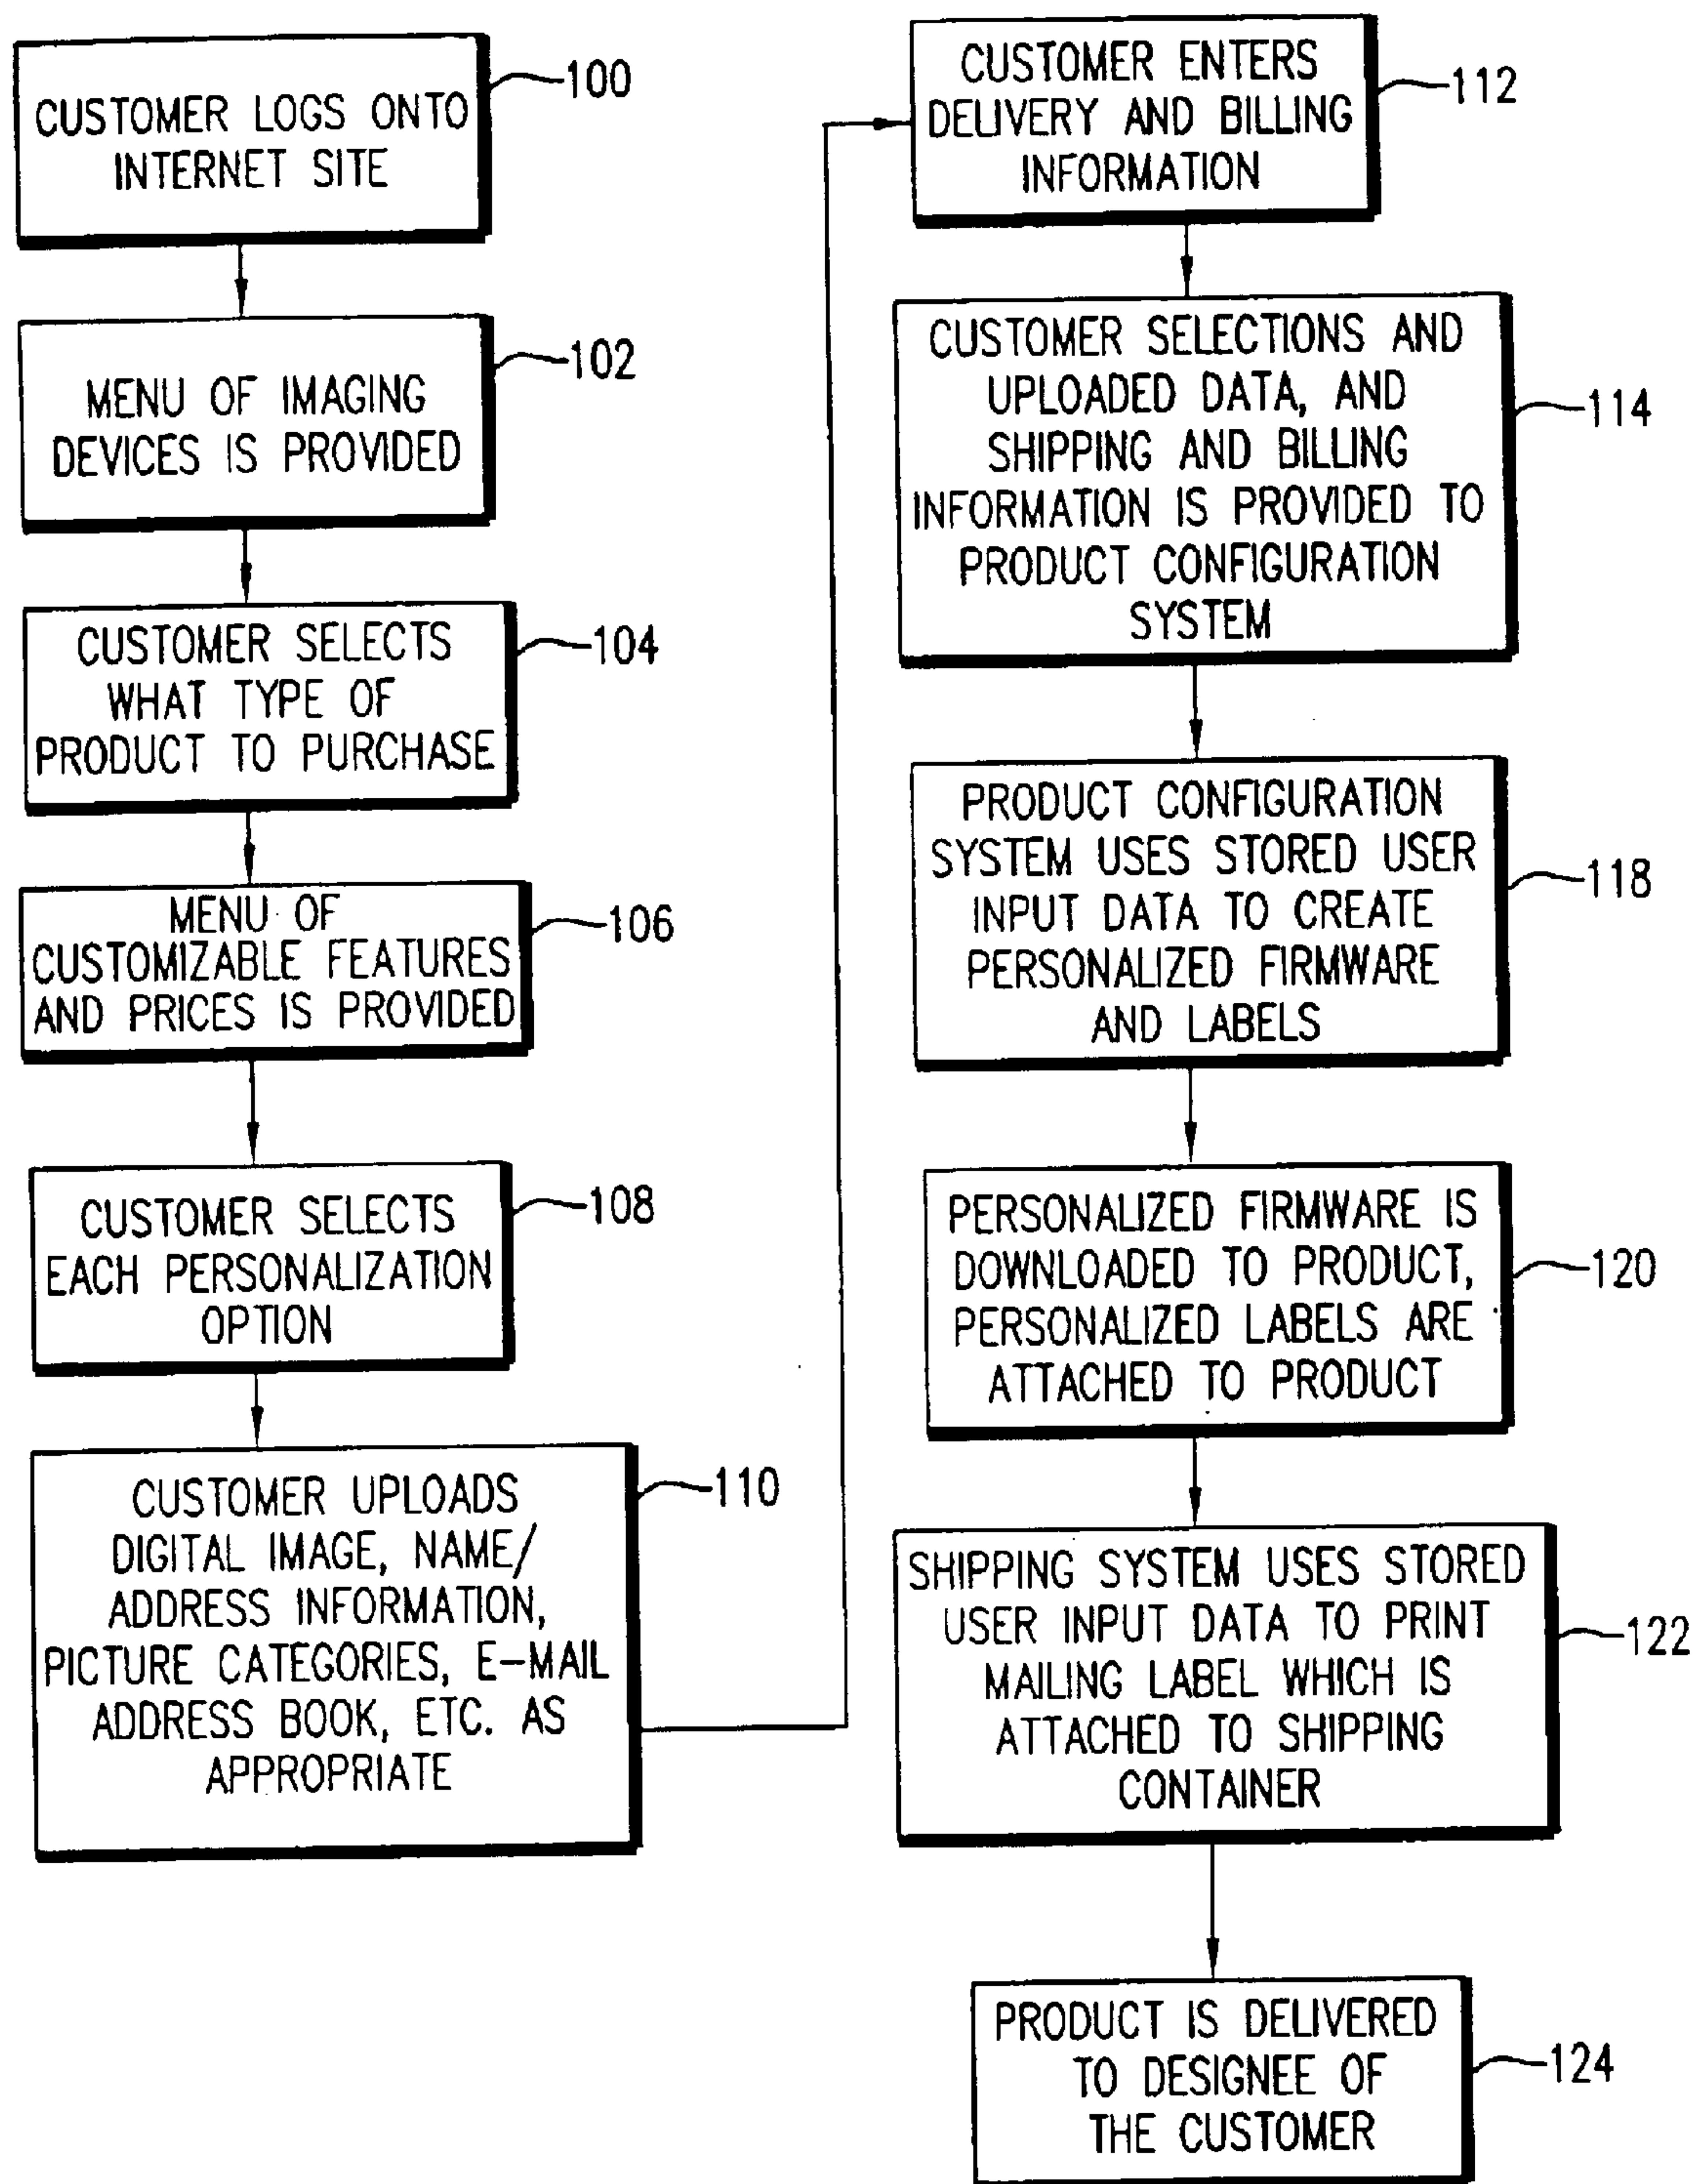 CUSTOMER LOGS ONTO
INTERNET SITE
100
MENU OF IMAGING
DEVICES IS PROVIDED
102
CUSTOMER SELECTS
WHAT TYPE OF
PRODUCT TO PURCHASE
104
MENU OF
CUSTOMIZABLE FEATURES
AND PRICES IS PROVIDED
106
CUSTOMER SELECTS
EACH PERSONALIZATION
OPTION
108
CUSTOMER UPLOADS
DIGITAL IMAGE, NAME/
ADDRESS INFORMATION,
PICTURE CATEGORIES, E-MAIL
ADDRESS BOOK, ETC. AS
APPROPRIATE
110
CUSTOMER ENTERS
DELIVERY AND BILLING
INFORMATION
112
CUSTOMER SELECTIONS AND
UPLOADED DATA, AND
SHIPPING AND BILLING
INFORMATION IS PROVIDED TO
PRODUCT CONFIGURATION
SYSTEM
114
PRODUCT CONFIGURATION
SYSTEM USES STORED USER
INPUT DATA TO CREATE
PERSONALIZED FIRMWARE
AND LABELS
118
PERSONALIZED FIRMWARE IS
DOWNLOADED TO PRODUCT,
PERSONALIZED LABELS ARE
ATTACHED TO PRODUCT
120
SHIPPING SYSTEM USES STORED
USER INPUT DATA TO PRINT
MAILING LABEL WHICH IS
ATTACHED TO SHIPPING
CONTAINER
122
PRODUCT IS DELIVERED
TO DESIGNEE OF
THE CUSTOMER
124